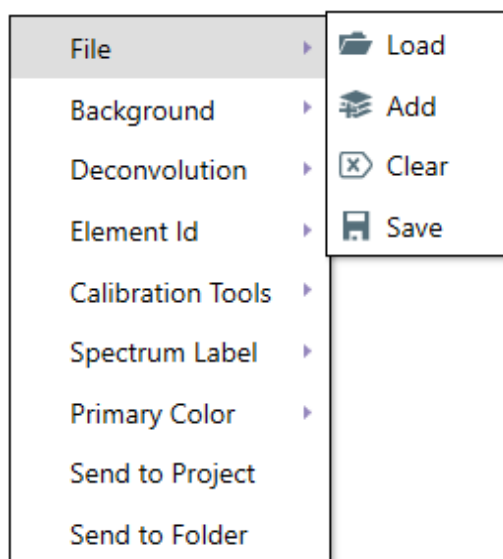 File
Background
Deconvolution
Element Id
Calibration Tools
Spectrum Label
Primary Color
Send to Project
Send to Folder
Load
Add
Clear
Save